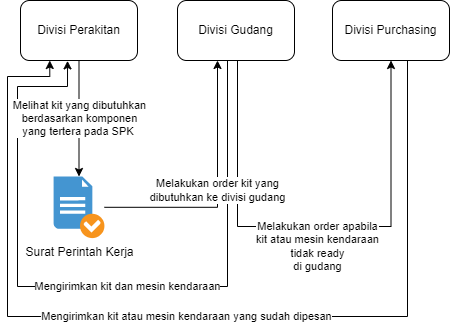 Divisi Perakitan
Divisi Gudang
Divisi Purchasing
Melihat kit yang dibutuhkan
berdasarkan komponen
yang tertera pada SPK
Melakukan order kit yang
dibutuhkan ke divisi gudang
Surat Perintah Kerja
Melakukan order apabila
kit atau mesin kendaraan
tidak ready
di gudang
Mengirimkan kit dan mesin kendaraan
Mengirimkan kit atau mesin kendaraan yang sudah dipesan